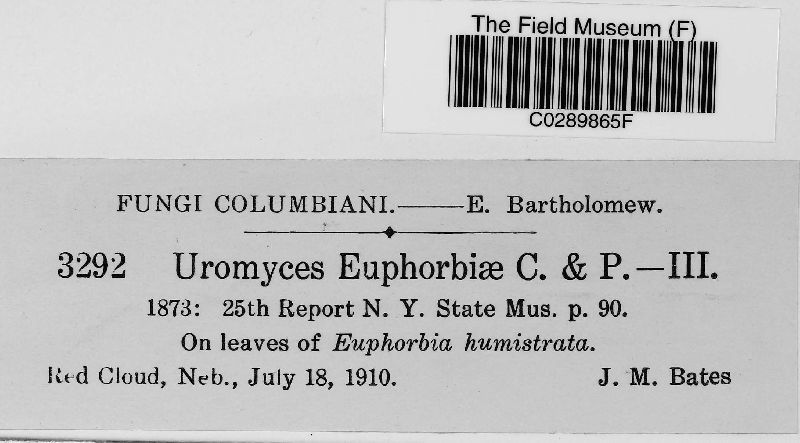 The Field Museum (F)
C0289865F
FUNGI COLUMBIANI.——E. Bartholomew.
3292 Uromyces Euphorbiæ C. & P.—III.
1873: 25th Report N. Y. State Mus. p. 90.
On leaves of Euphorbia humistrata.
Red Cloud, Neb., July 18, 1910. J. M. Bates